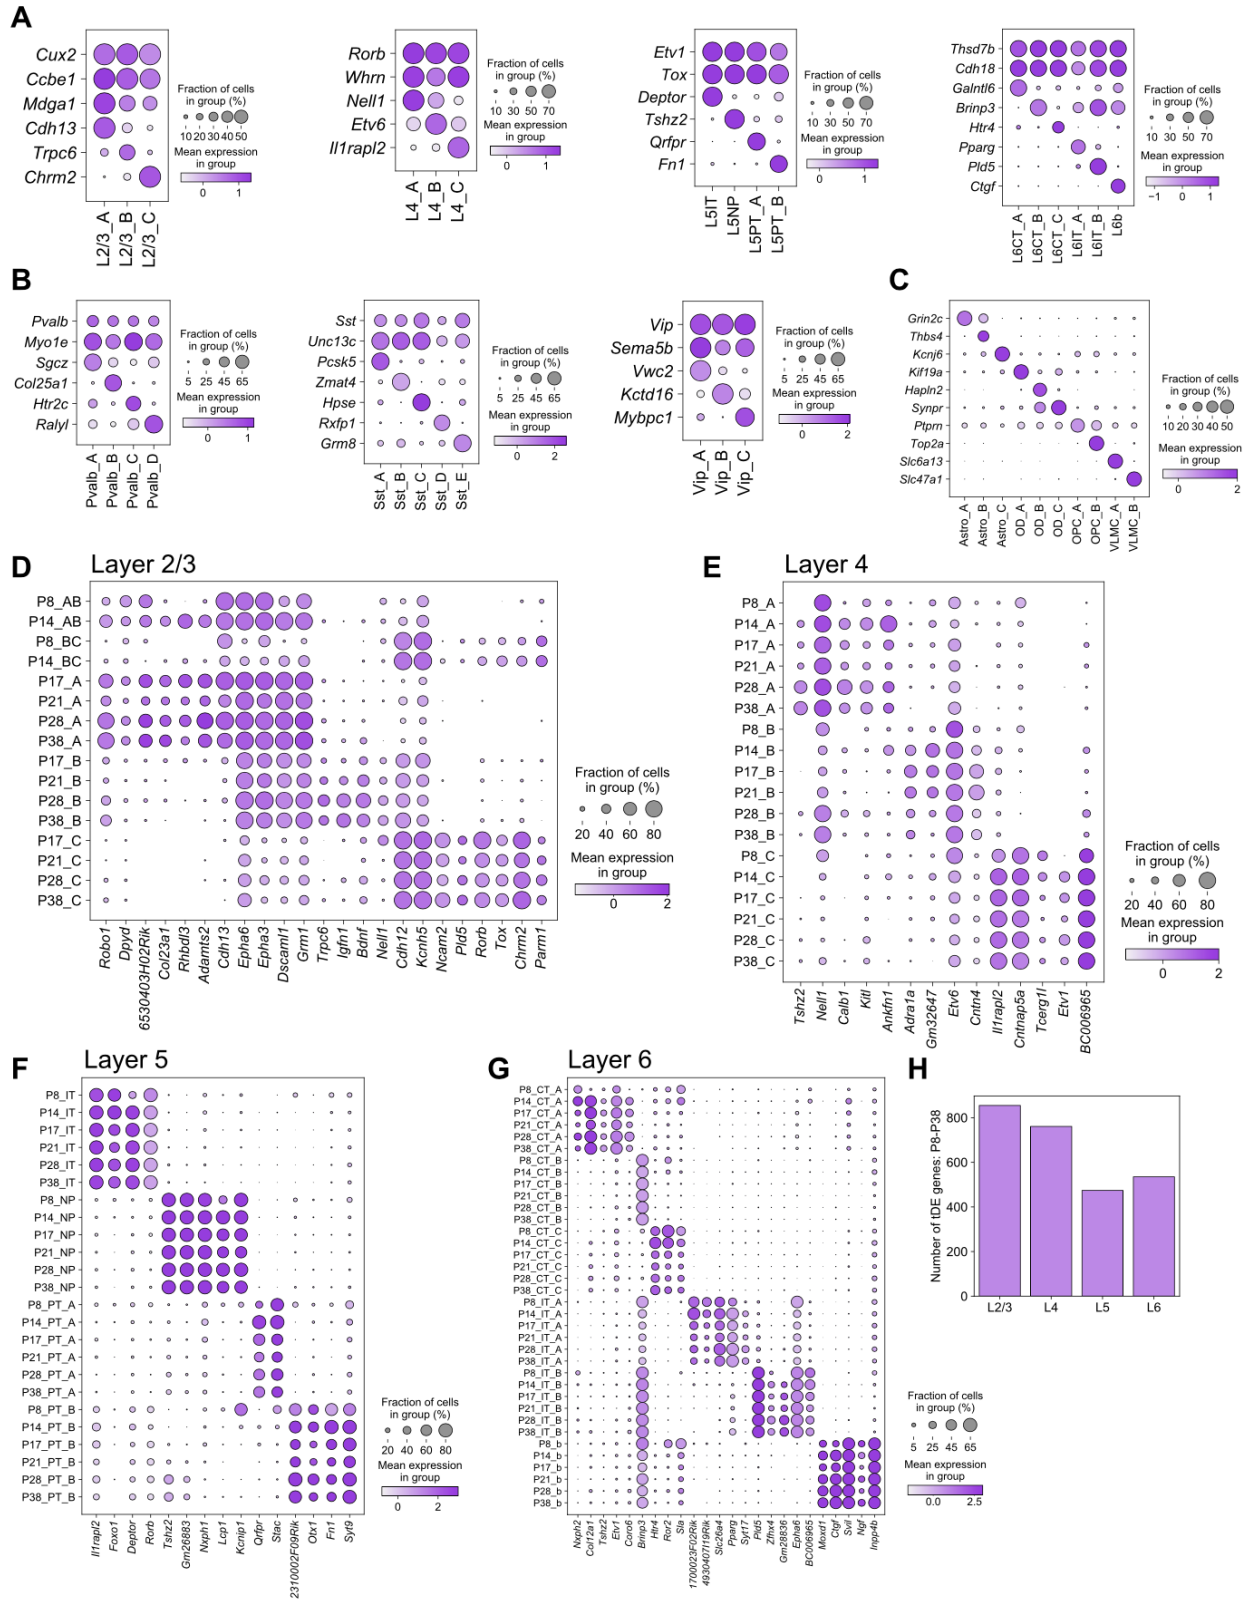 A
Cux2
Ccbe1
Mdga1
Cdh13
Trpc6
Chrm2
L2/3_A
L2/3_B
L2/3_C
Fraction of cells
in group (%)
10 20 30 40 50
Mean expression
in group
0 1
Rorb
Whrn
Nell1
Etv6
Il1rapl2
L4_A
L4_B
L4_C
Fraction of cells
in group (%)
10 30 50 70
Mean expression
in group
0 1
Etv1
Tox
Deptor
Tshz2
Qrfpr
Fn1
L5IT
L5NP
L5PT_A
L5PT_B
Fraction of cells
in group (%)
10 30 50 70
Mean expression
in group
0 1
Thsd7b
Cdh18
Galntl6
Brinp3
Htr4
Pparg
Pld5
Ctgf
L6CT_A
L6CT_B
L6CT_C
L6IT_A
L6IT_B
L6b
Fraction of cells
in group (%)
10 30 50 70
Mean expression
in group
−1 1
B
Pvalb
Myo1e
Sgcz
Col25a1
Htr2c
Ralyl
Pvalb_A
Pvalb_B
Pvalb_C
Pvalb_D
Fraction of cells
in group (%)
5 25 45 65
Mean expression
in group
0 1
Sst
Unc13c
Pcsk5
Zmat4
Hpse
Rxfp1
Grm8
Sst_A
Sst_B
Sst_C
Sst_D
Sst_E
Fraction of cells
in group (%)
5 25 45 65
Mean expression
in group
0 2
Vip
Sema5b
Vwc2
Kctd16
Mybpc1
Vip_A
Vip_B
Vip_C
Fraction of cells
in group (%)
5 25 45 65
Mean expression
in group
0 2
C
Grin2c
Thbs4
Kcnj6
Kif19a
Hapln2
Synpr
Ptprn
Top2a
Slc6a13
Slc47a1
Astro_A
Astro_B
Astro_C
OD_A
OD_B
OD_C
OPC_A
OPC_B
VLMC_A
VLMC_B
Fraction of cells
in group (%)
10 20 30 40 50
Mean expression
in group
0 2
D
Layer 2/3
P8_AB
P14_AB
P8_BC
P14_BC
P17_A
P21_A
P28_A
P38_A
P17_B
P21_B
P28_B
P38_B
P17_C
P21_C
P28_C
P38_C
Robo1
Dpyd
6530403H02Rik
Col23a1
Rhbdl3
Adamts2
Cdh13
Epha6
Epha3
Dscaml1
Grm1
Trpc6
Igfn1
Bdnf
Nell1
Cdh12
Kcnh5
Ncam2
Pld5
Rorb
Tox
Chrm2
Parm1
Fraction of cells
in group (%)
20 40 60 80
Mean expression
in group
0 2
E
Layer 4
P8_A
P14_A
P17_A
P21_A
P28_A
P38_A
P8_B
P14_B
P17_B
P21_B
P28_B
P38_B
P8_C
P14_C
P17_C
P21_C
P28_C
P38_C
Tshz2
Nell1
Calb1
Kitl
Ankfn1
Adra1a
Gm32647
Etv6
Cntn4
Il1rapl2
Cntnap5a
Tcerg1l
Etv1
BC006965
Fraction of cells
in group (%)
20 40 60 80
Mean expression
in group
0 2
F
Layer 5
P8_IT
P14_IT
P17_IT
P21_IT
P28_IT
P38_IT
P8_NP
P14_NP
P17_NP
P21_NP
P28_NP
P38_NP
P8_PT_A
P14_PT_A
P17_PT_A
P21_PT_A
P28_PT_A
P38_PT_A
P8_PT_B
P14_PT_B
P17_PT_B
P21_PT_B
P28_PT_B
P38_PT_B
Il1rapl2
Foxo1
Deptor
Rorb
Tshz2
Gm26883
Nxph1
Lcp1
Kcnip1
Qrfpr
Stac
2310002F09Rik
Otx1
Fn1
Syt9
Fraction of cells
in group (%)
20 40 60 80
Mean expression
in group
0 2
G
Layer 6
P8_CT_A
P14_CT_A
P17_CT_A
P21_CT_A
P28_CT_A
P38_CT_A
P8_CT_B
P14_CT_B
P17_CT_B
P21_CT_B
P28_CT_B
P38_CT_B
P8_CT_C
P14_CT_C
P17_CT_C
P21_CT_C
P28_CT_C
P38_CT_C
P8_IT_A
P14_IT_A
P17_IT_A
P21_IT_A
P28_IT_A
P38_IT_A
P8_IT_B
P14_IT_B
P17_IT_B
P21_IT_B
P28_IT_B
P38_IT_B
P8_b
P14_b
P17_b
P21_b
P28_b
P38_b
Nxph2
Col12a1
Tshz2
Etv1
Coro6
Brinp3
Htr4
Ror2
Sla
1700023F02Rik
4930407I19Rik
Slc26a4
Pparg
Syt17
Pld5
Zfhx4
Gm28836
Epha6
BC006965
Moxd1
Ctgf
Svil
Ngf
Inpp4b
Fraction of cells
in group (%)
5 25 45 65
Mean expression
in group
0.0 2.5
H
Number of tDE genes: P8-P38
800
600
400
200
0
L2/3 L4 L5 L6